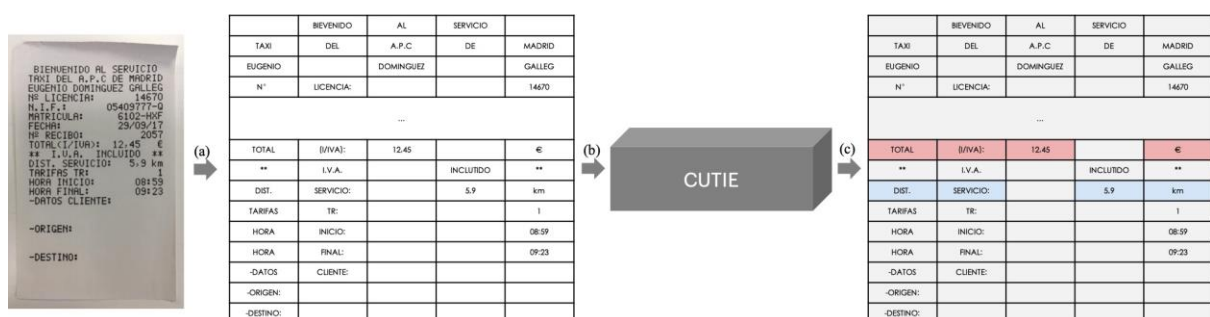 BIENVENIDO AL SERVICIO
TAXI DEL A.P.C DE MADRID
EUGENIO DOMINGUEZ GALLEG
Nº LICENCIA: 14670
N.I.F.: 05409777-Q
MATRICULA: 6102-HXF
FECHA: 29/09/17
Nº RECIBO: 2057
TOTAL(I/IUA): 12,45 €
** I.V.A. INCLUIDO **
DIST. SERVICIO: 5,9 km
TARIFAS TR: 1
HORA INICIO: 08:59
HORA FINAL: 09:23
-DATOS CLIENTE:
-ORIGEN:
-DESTINO:
(a)
BIEVENIDO AL SERVICIO
TAXI DEL A.P.C DE MADRID
EUGENIO DOMINGUEZ GALLEG
N° LICENCIA: 14670
...
TOTAL (I/IVA): 12.45 €
** I.V.A. INCLUTIDO **
DIST. SERVICIO: 5.9 km
TARIFAS TR: 1
HORA INICIO: 08:59
HORA FINAL: 09:23
-DATOS CLIENTE:
-ORIGEN:
-DESTINO:
(b)
CUTIE
(c)
BIEVENIDO AL SERVICIO
TAXI DEL A.P.C DE MADRID
EUGENIO DOMINGUEZ GALLEG
N° LICENCIA: 14670
...
TOTAL (I/IVA): 12.45 €
** I.V.A. INCLUTIDO **
DIST. SERVICIO: 5.9 km
TARIFAS TR: 1
HORA INICIO: 08:59
HORA FINAL: 09:23
-DATOS CLIENTE:
-ORIGEN:
-DESTINO: